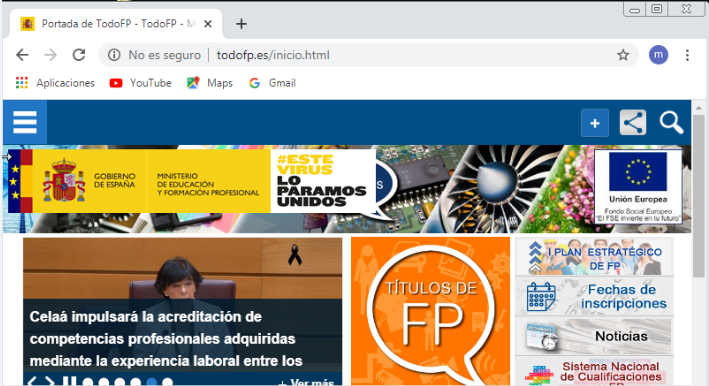 Portada de TodoFP - TodoFP - M
No es seguro
todofp.es/inicio.html
m
Aplicaciones
YouTube
Maps
Gmail
GOBIERNO
DE ESPAÑA
MINISTERIO
DE EDUCACIÓN
Y FORMACIÓN PROFESIONAL
#ESTE
VIRUS
LO
PARAMOS
UNIDOS
Unión Europea
Fondo Social Europeo
"El FSE invierte en tu futuro"
Celaá impulsará la acreditación de
competencias profesionales adquiridas
mediante la experiencia laboral entre los
+ Ver más
TÍTULOS DE
FP
I PLAN ESTRATÉGICO
DE FP
Fechas de
inscripciones
Noticias
Sistema Nacional
de Cualificaciones